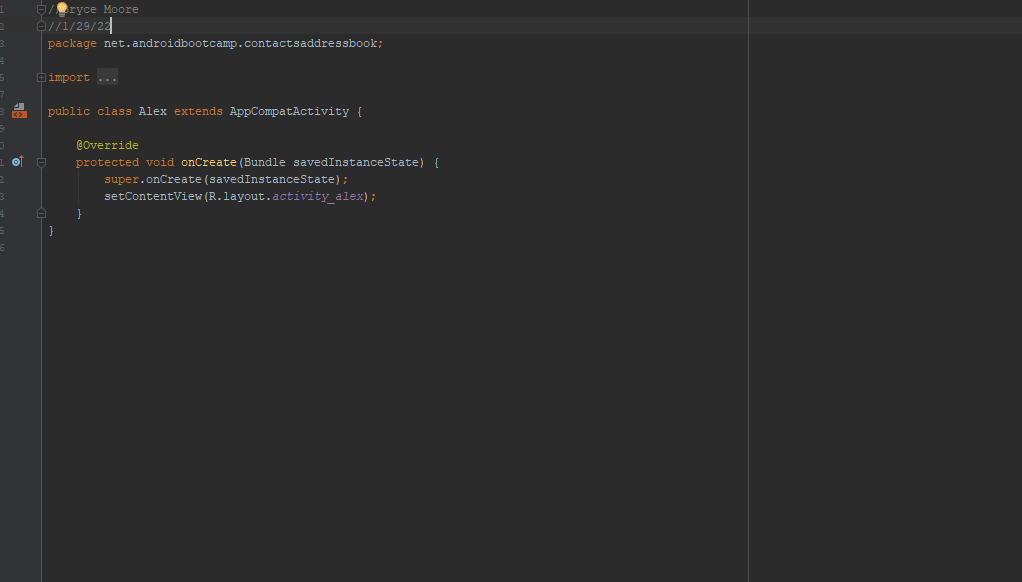 // ryce Moore
//1/29/22
package net.androidbootcamp.contactsaddressbook;
import ...
public class Alex extends AppCompatActivity {
@Override
protected void onCreate(Bundle savedInstanceState) {
super.onCreate(savedInstanceState);
setContentView(R.layout.activity_alex);
}
}